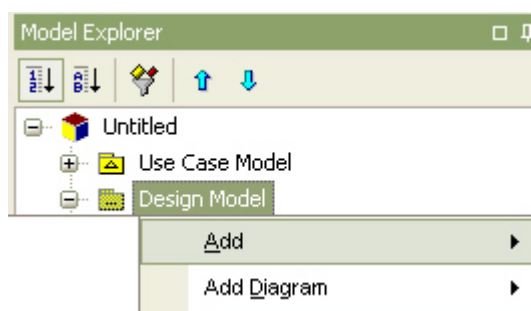 Model Explorer
Untitled
Use Case Model
Design Model
Add
Add Diagram